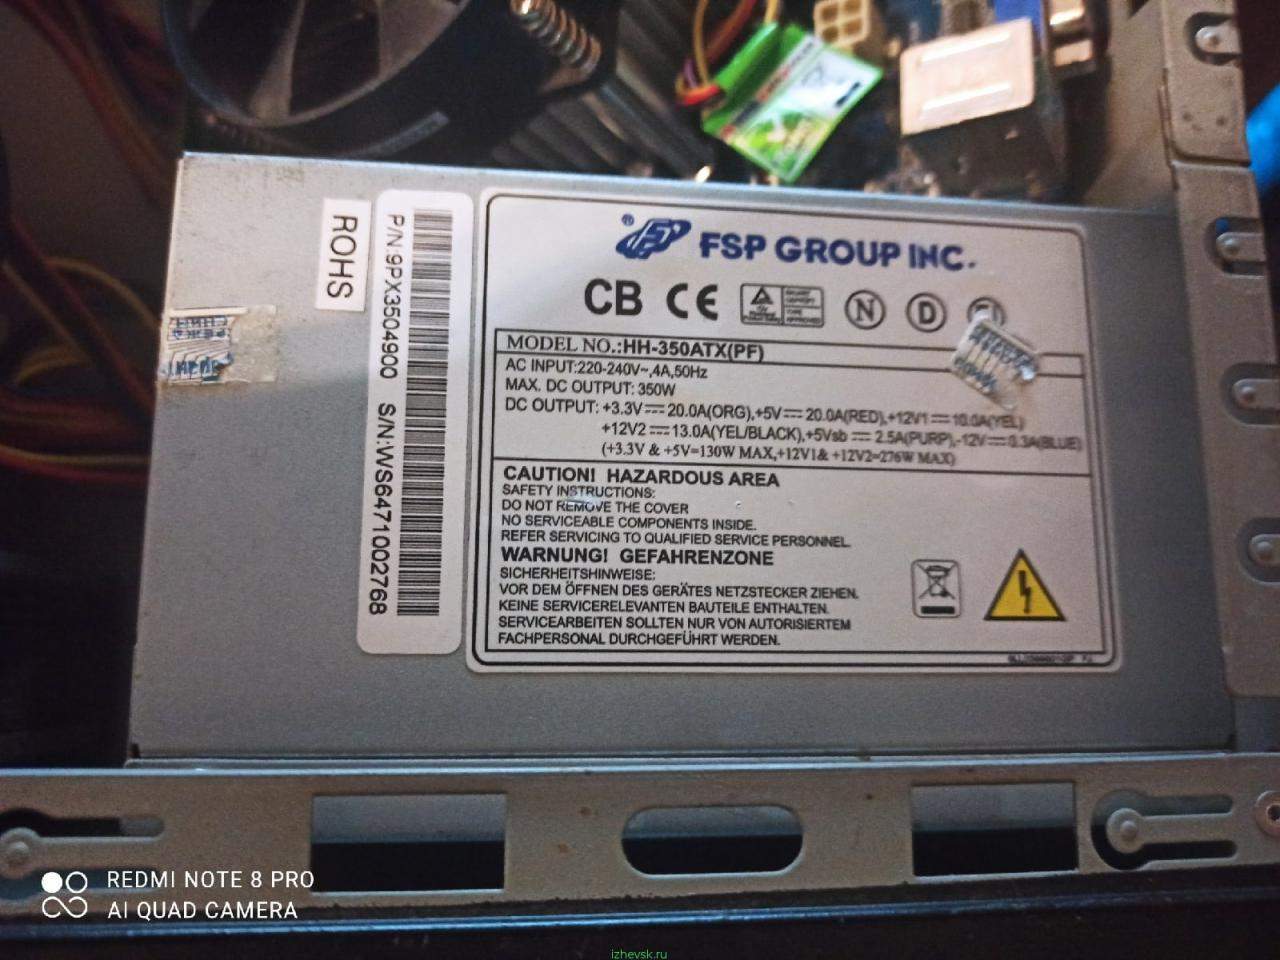 ROHS
P/N:9PX3504900 S/N:WS6471002768
® FSP GROUP INC.
CB CE N D
MODEL NO.:HH-350ATX(PF)
AC INPUT:220-240V~,4A,50Hz
MAX. DC OUTPUT: 350W
DC OUTPUT: +3.3V⎓20.0A(ORG),+5V⎓20.0A(RED),+12V1⎓10.0A(YEL)
+12V2⎓13.0A(YEL/BLACK),+5Vsb⎓2.5A(PURP),-12V⎓0.3A(BLUE)
(+3.3V & +5V=130W MAX,+12V1& +12V2=276W MAX)
CAUTION! HAZARDOUS AREA
SAFETY INSTRUCTIONS:
DO NOT REMOVE THE COVER
NO SERVICEABLE COMPONENTS INSIDE.
REFER SERVICING TO QUALIFIED SERVICE PERSONNEL.
WARNUNG! GEFAHRENZONE
SICHERHEITSHINWEISE:
VOR DEM ÖFFNEN DES GERÄTES NETZSTECKER ZIEHEN.
KEINE SERVICERELEVANTEN BAUTEILE ENTHALTEN.
SERVICEARBEITEN SOLLTEN NUR VON AUTORISIERTEM
FACHPERSONAL DURCHGEFÜHRT WERDEN.
REDMI NOTE 8 PRO
AI QUAD CAMERA
izhevsk.ru